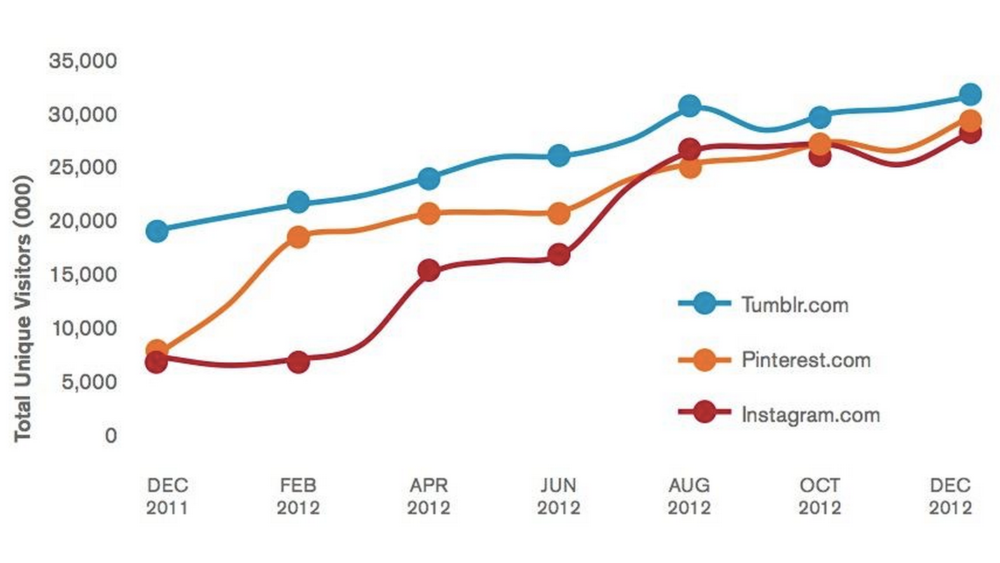 35,000
30,000
25,000
20,000
15,000
10,000
5,000
0
Total Unique Visitors (000)
Tumblr.com
Pinterest.com
Instagram.com
DEC
2011
FEB
2012
APR
2012
JUN
2012
AUG
2012
OCT
2012
DEC
2012